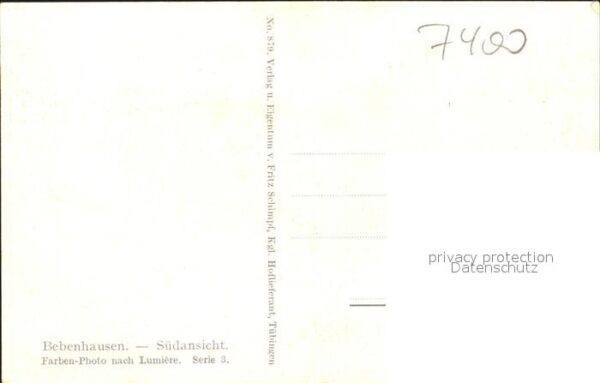 7400
No. 879. Verlag u. Eigentum v. Fritz Schimpf, Kgl. Hoflieferant, Tübingen
privacy protection
Datenschutz
Bebenhausen. — Südansicht.
Farben-Photo nach Lumière. Serie 3.